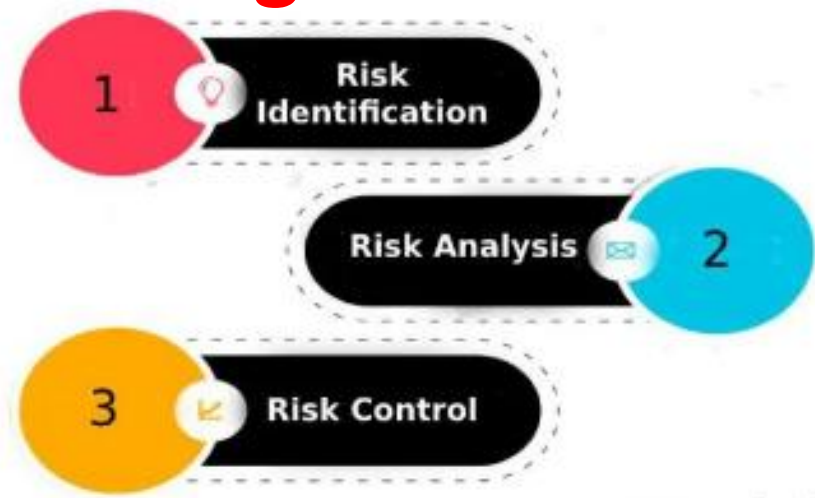 1
Risk
Identification
Risk Analysis
2
3
Risk Control